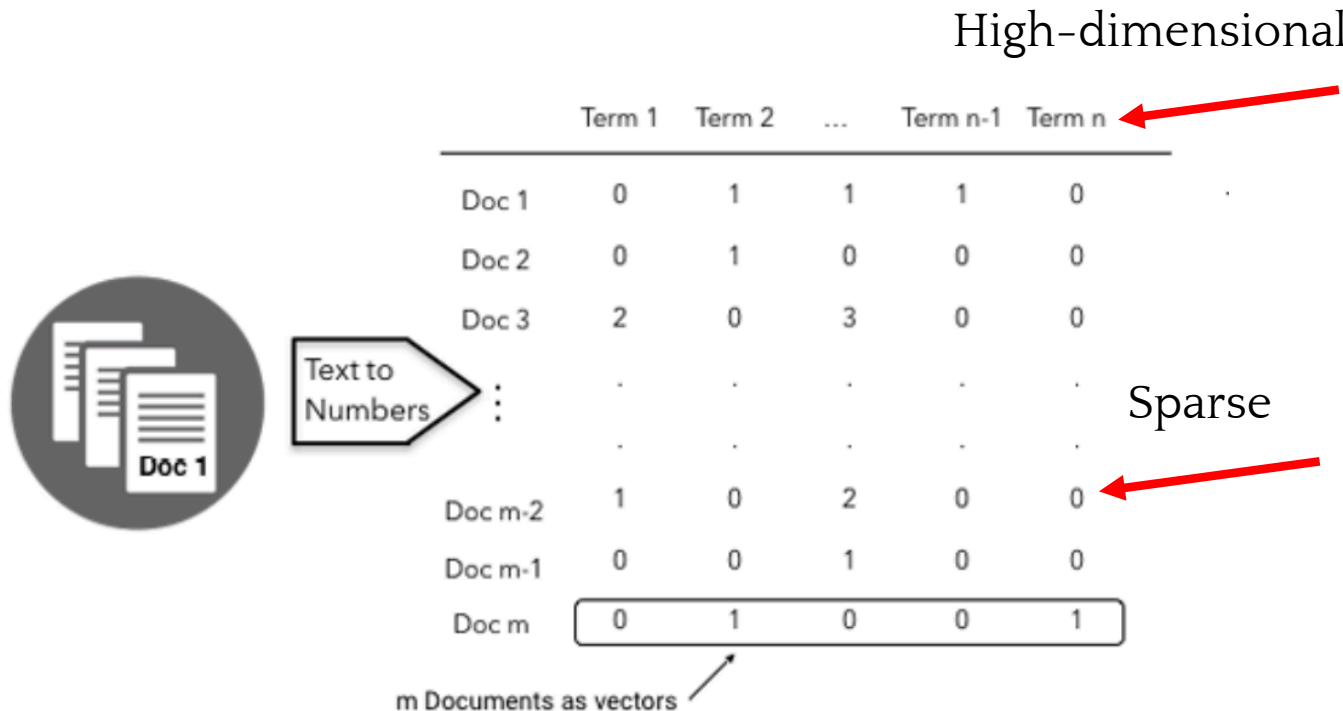 High-dimensional
Term 1 Term 2 ... Term n-1 Term n
Doc 1 0 1 1 1 0
Doc 2 0 1 0 0 0
Doc 3 2 0 3 0 0
Text to
Numbers
Sparse
Doc 1
Doc m-2 1 0 2 0 0
Doc m-1 0 0 1 0 0
Doc m 0 1 0 0 1
m Documents as vectors